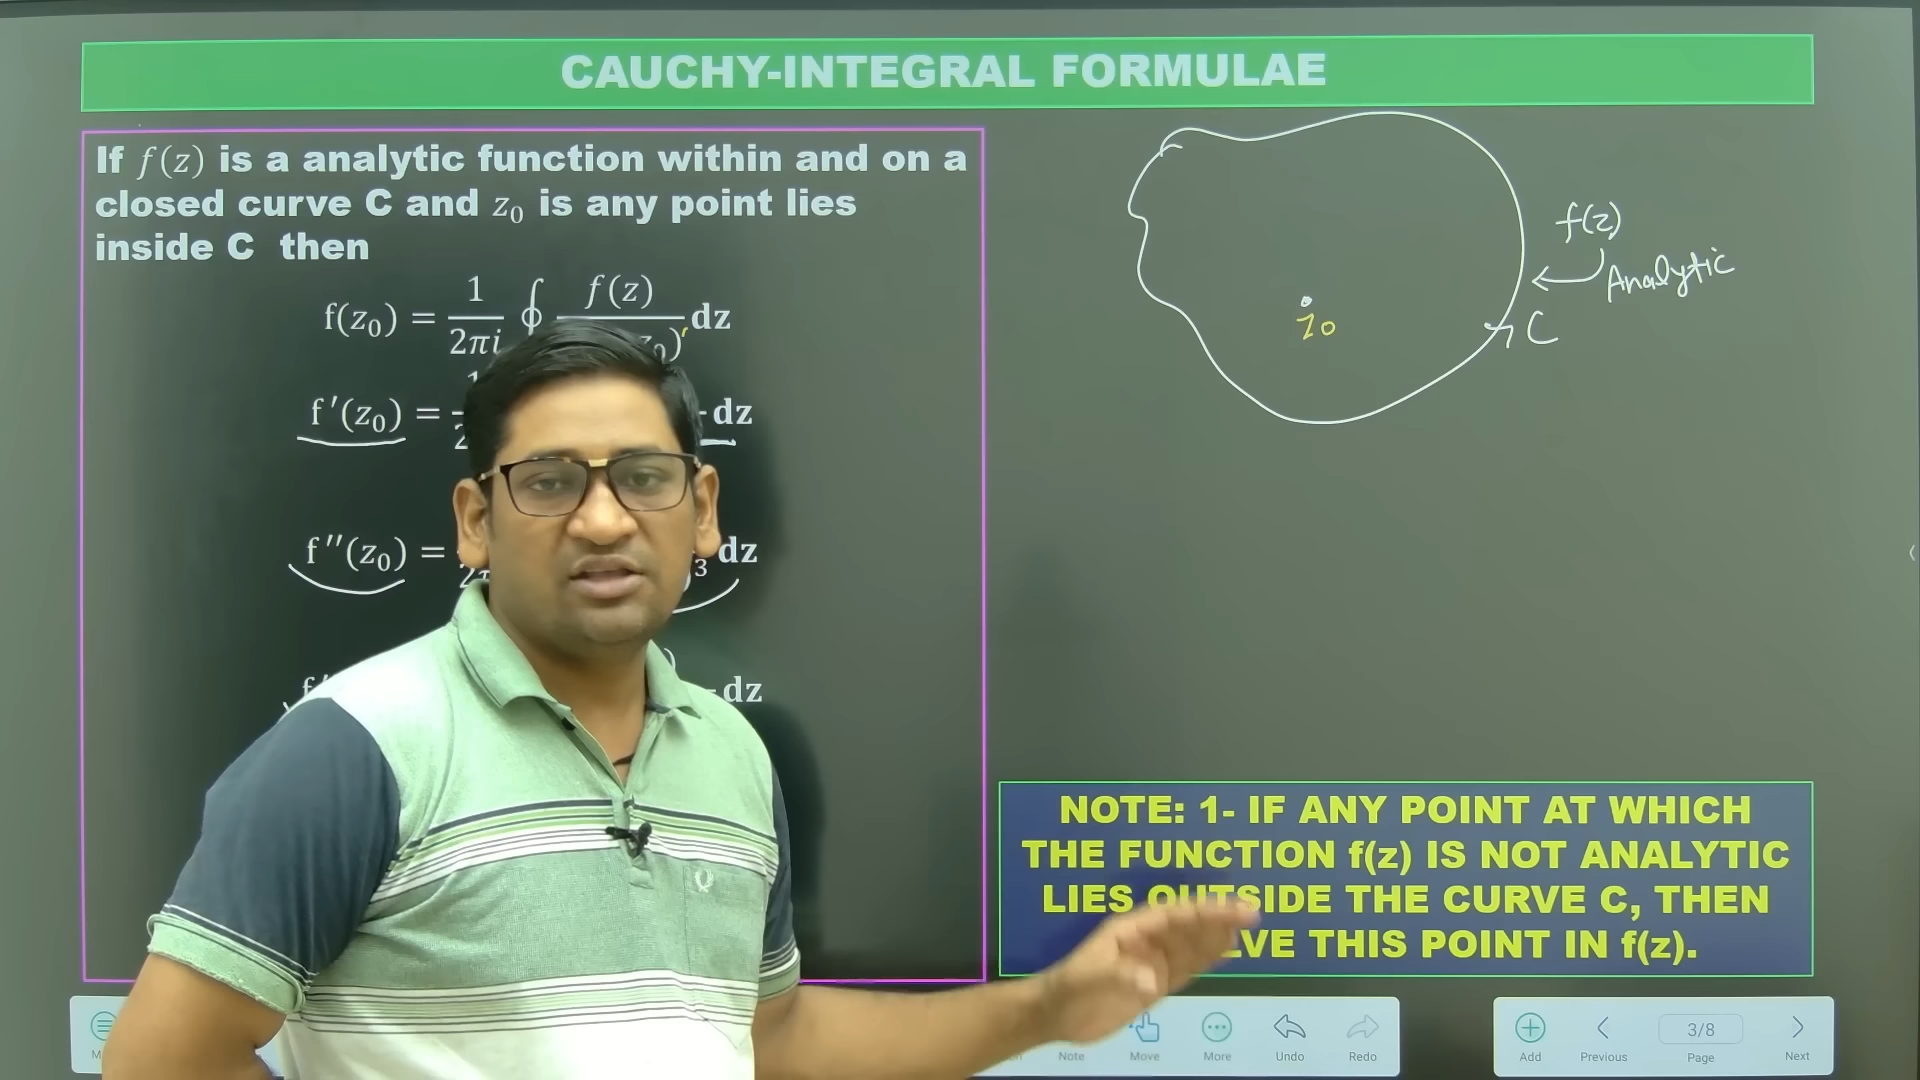 CAUCHY-INTEGRAL FORMULAE
If f(z) is a analytic function within and on a
closed curve C and z₀ is any point lies
inside C then
f(z₀) = 1/2πi ∮ f(z)/ z₀) dz
f′(z₀) = dz
f″(z₀) = )³ dz
dz
f(z)
Analytic
C
z₀
NOTE: 1- IF ANY POINT AT WHICH
THE FUNCTION f(z) IS NOT ANALYTIC
LIES OUTSIDE THE CURVE C, THEN
THIS POINT IN f(z).
Note
Move
More
Undo
Redo
Add
Previous
3/8
Page
Next